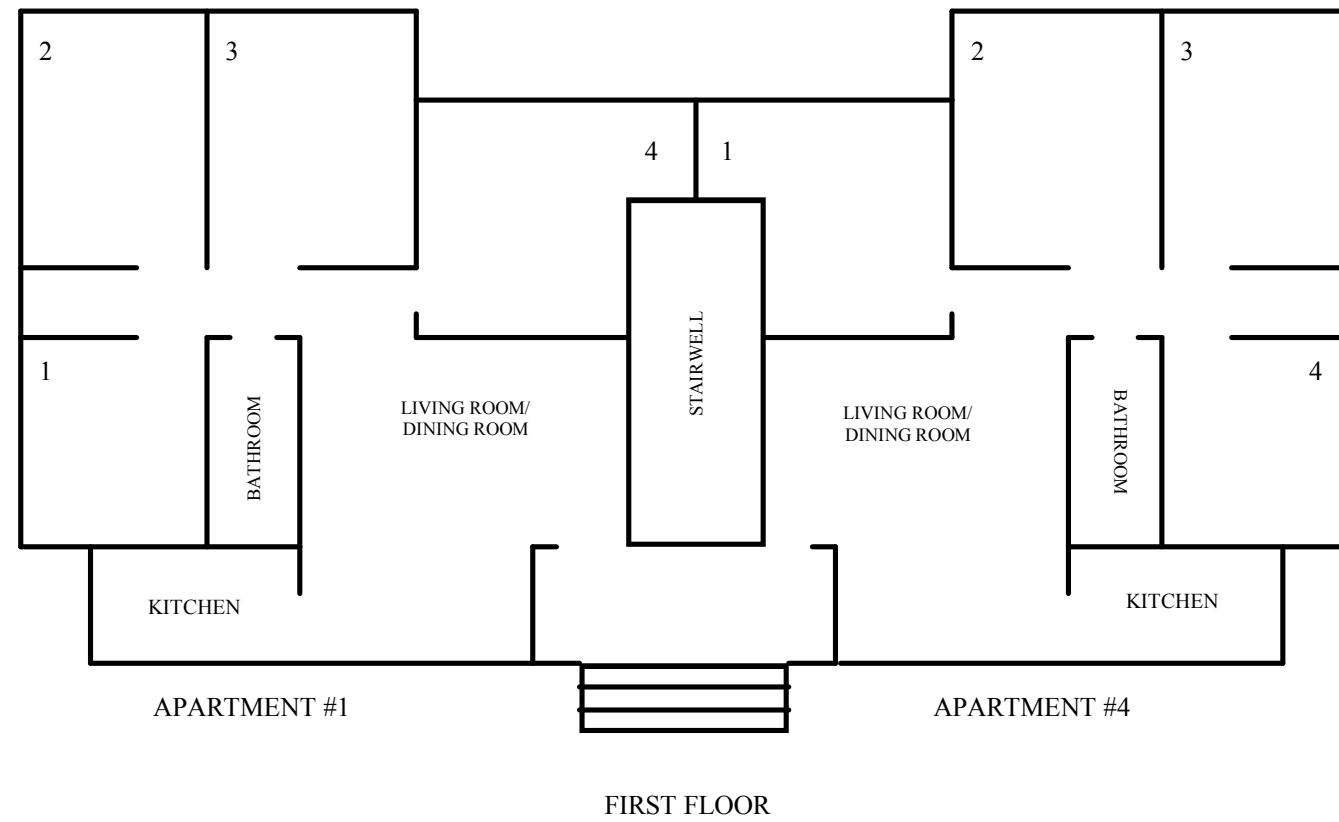 2
3
2
3
4
1
STAIRWELL
1
4
LIVING ROOM/
DINING ROOM
LIVING ROOM/
DINING ROOM
BATHROOM
BATHROOM
KITCHEN
KITCHEN
APARTMENT #1
APARTMENT #4
FIRST FLOOR